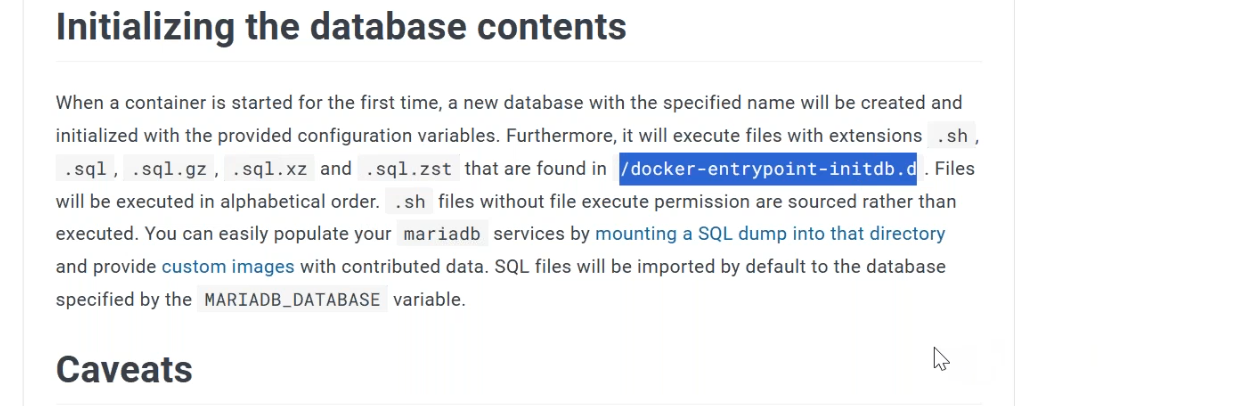 Initializing the database contents
When a container is started for the first time, a new database with the specified name will be created and
initialized with the provided configuration variables. Furthermore, it will execute files with extensions .sh ,
.sql , .sql.gz , .sql.xz and .sql.zst that are found in /docker-entrypoint-initdb.d . Files
will be executed in alphabetical order. .sh files without file execute permission are sourced rather than
executed. You can easily populate your mariadb services by mounting a SQL dump into that directory
and provide custom images with contributed data. SQL files will be imported by default to the database
specified by the MARIADB_DATABASE variable.
Caveats